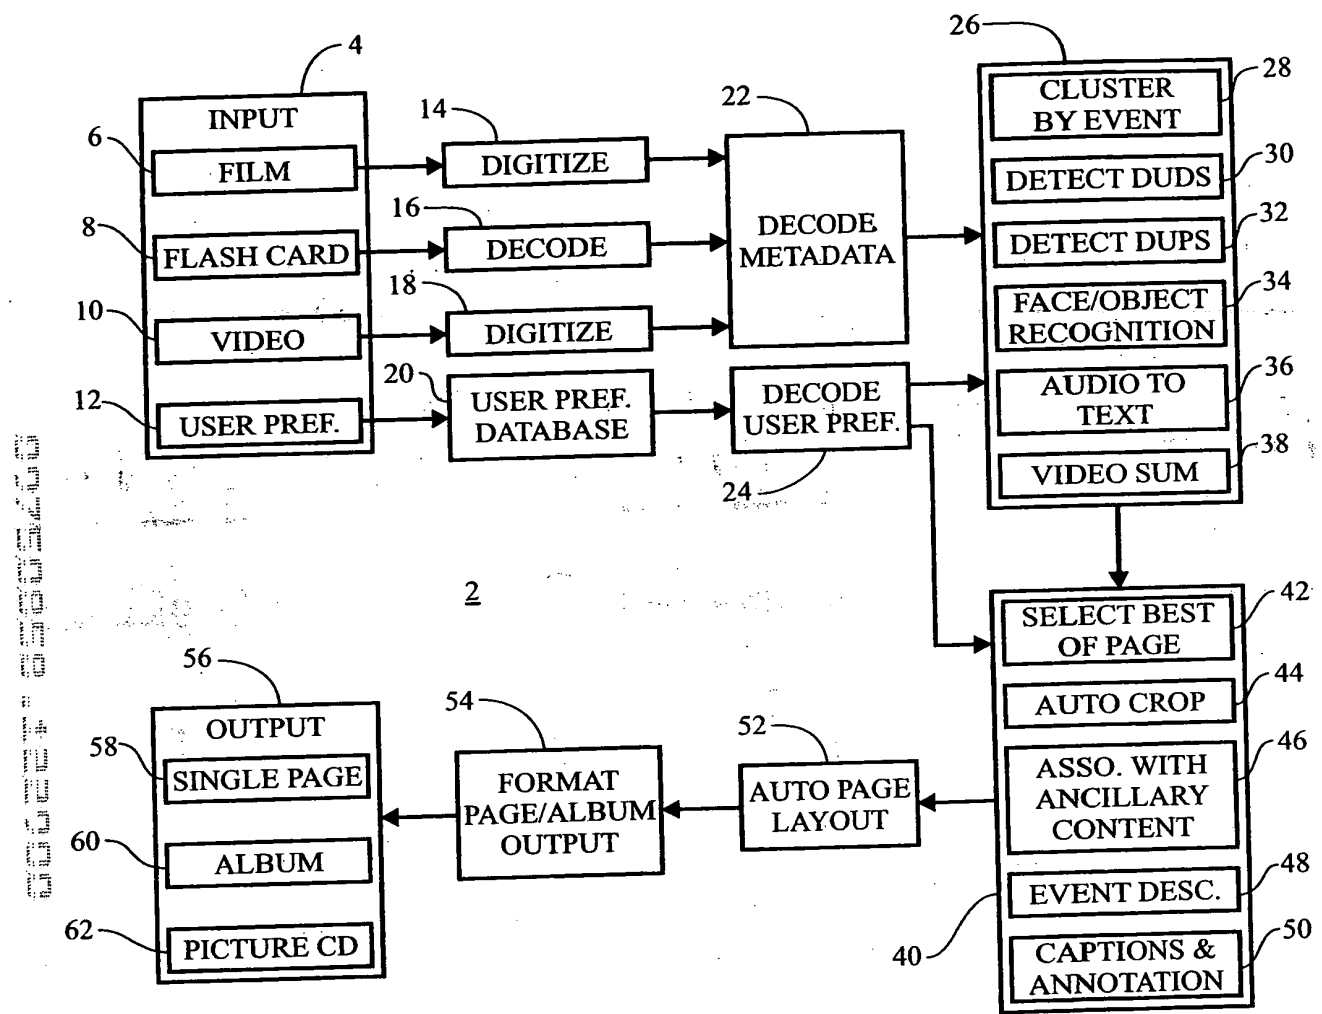 4
INPUT
6
FILM
8
FLASH CARD
10
VIDEO
12
USER PREF.
14
DIGITIZE
16
DECODE
18
DIGITIZE
20
USER PREF.
DATABASE
22
DECODE
METADATA
DECODE
USER PREF.
24
26
CLUSTER
BY EVENT
28
DETECT DUDS
30
DETECT DUPS
32
FACE/OBJECT
RECOGNITION
34
AUDIO TO
TEXT
36
VIDEO SUM
38
2
SELECT BEST
OF PAGE
42
AUTO CROP
44
ASSO. WITH
ANCILLARY
CONTENT
46
EVENT DESC.
48
CAPTIONS &
ANNOTATION
50
40
52
AUTO PAGE
LAYOUT
54
FORMAT
PAGE/ALBUM
OUTPUT
56
OUTPUT
58
SINGLE PAGE
60
ALBUM
62
PICTURE CD